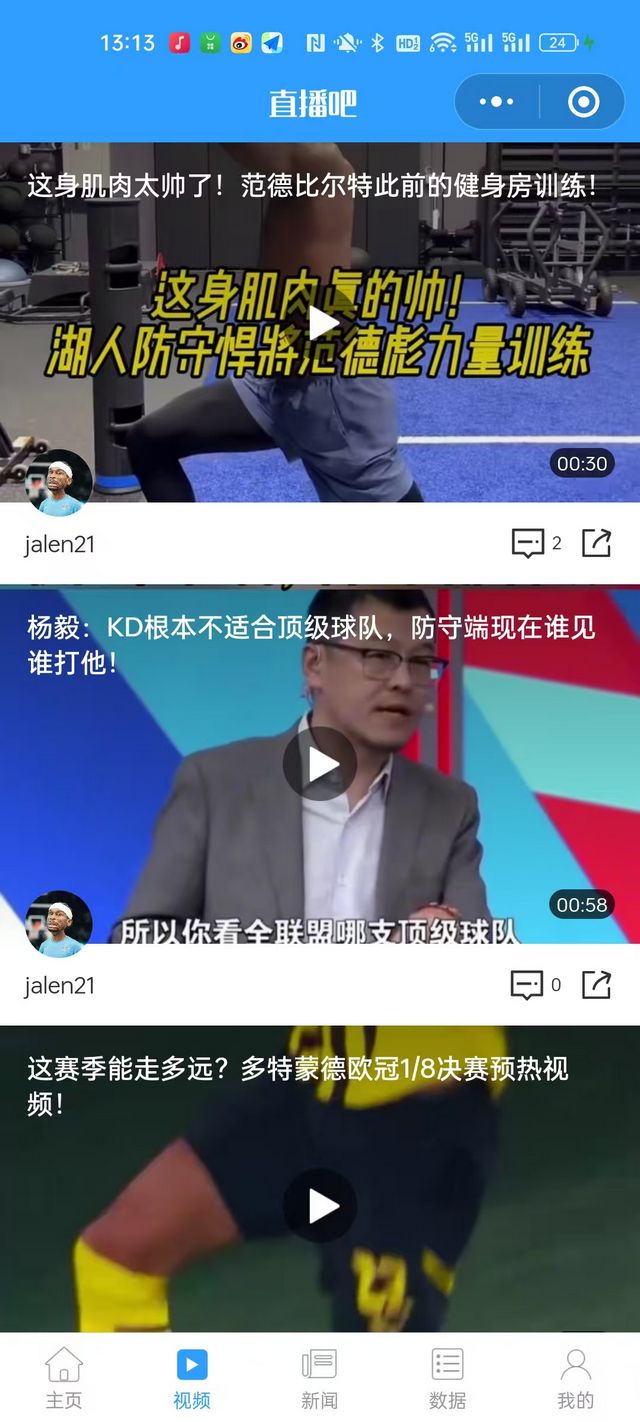 13:13
HD2
5G
5G
24
直播吧
这身肌肉太帅了！范德比尔特此前的健身房训练！
这身肌肉真的帅!
湖人防守悍將范德彪力量训练
00:30
jalen21
2
杨毅：KD根本不适合顶级球队，防守端现在谁见
谁打他！
所以你看全联盟哪支顶级球队
00:58
jalen21
0
这赛季能走多远？多特蒙德欧冠1/8决赛预热视
频！
主页
视频
新闻
数据
我的